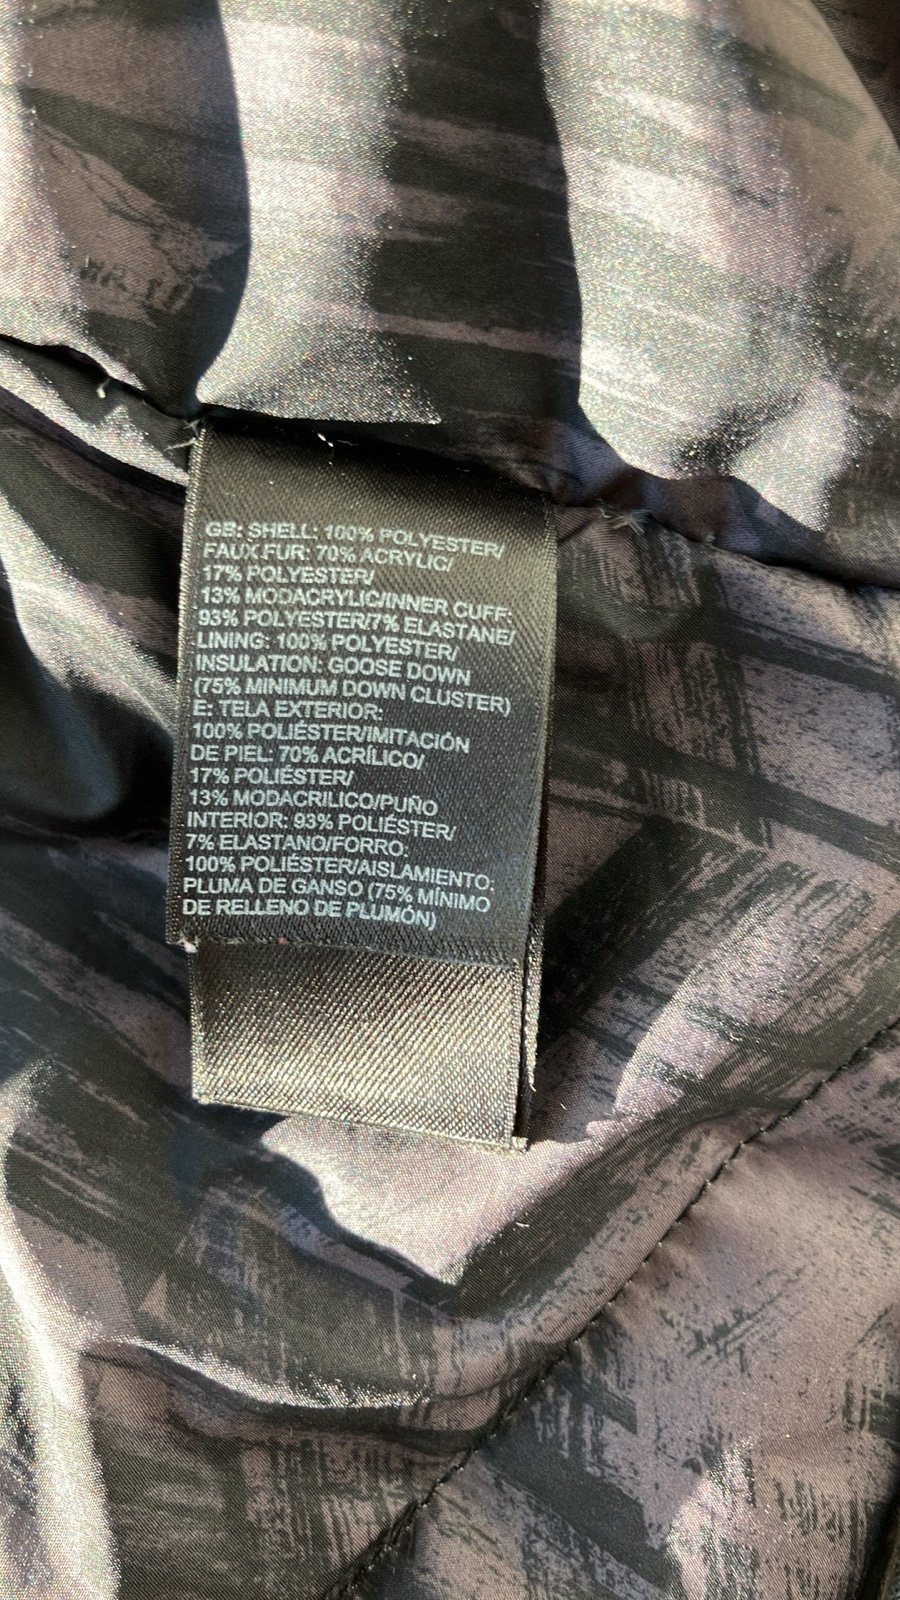 GB: SHELL: 100% POLYESTER/
FAUX.FUR: 70% ACRYLIC/
17% POLYESTER/
13% MODACRYLIC/INNER CUFF:
93% POLYESTER/7% ELASTANE/
LINING: 100% POLYESTER/
INSULATION: GOOSE DOWN
(75% MINIMUM DOWN CLUSTER)
E: TELA EXTERIOR:
100% POLIÉSTER/IMITACIÓN
DE PIEL: 70% ACRÍLICO/
17% POLIÉSTER/
13% MODACRILICO/PUÑO
INTERIOR: 93% POLIÉSTER/
7% ELASTANO/FORRO:
100% POLIÉSTER/AISLAMIENTO:
PLUMA DE GANSO (75% MÍNIMO
DE RELLENO DE PLUMÓN)